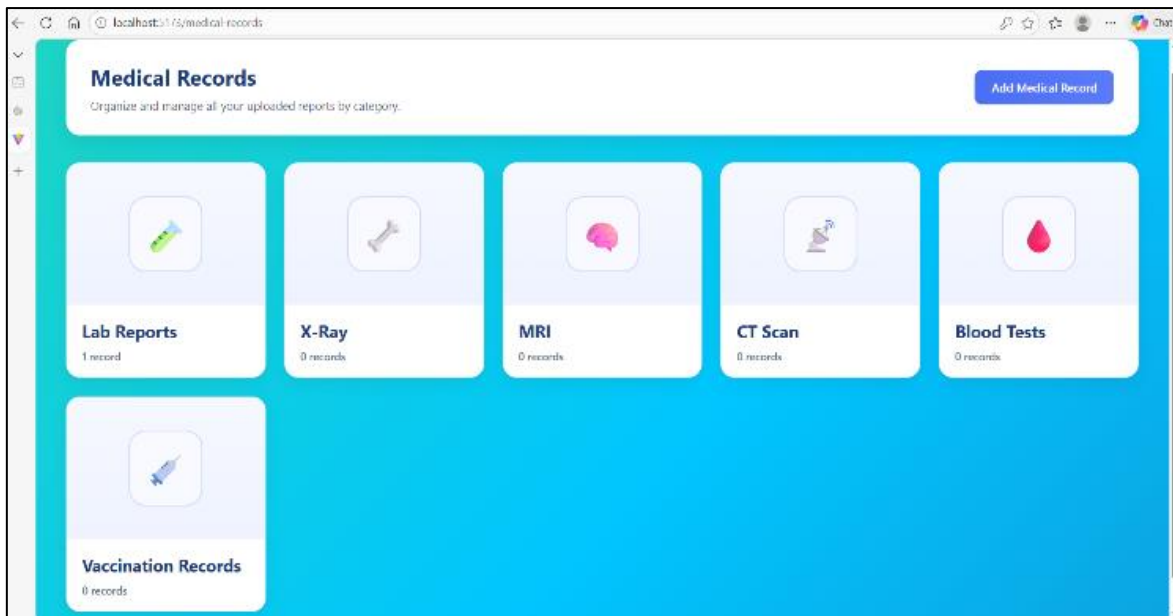 localhost:5173/medical-records
Chat
Medical Records
Add Medical Record
Organize and manage all your uploaded reports by category.
Lab Reports
1 record
X-Ray
0 records
MRI
0 records
CT Scan
0 records
Blood Tests
0 records
Vaccination Records
0 records